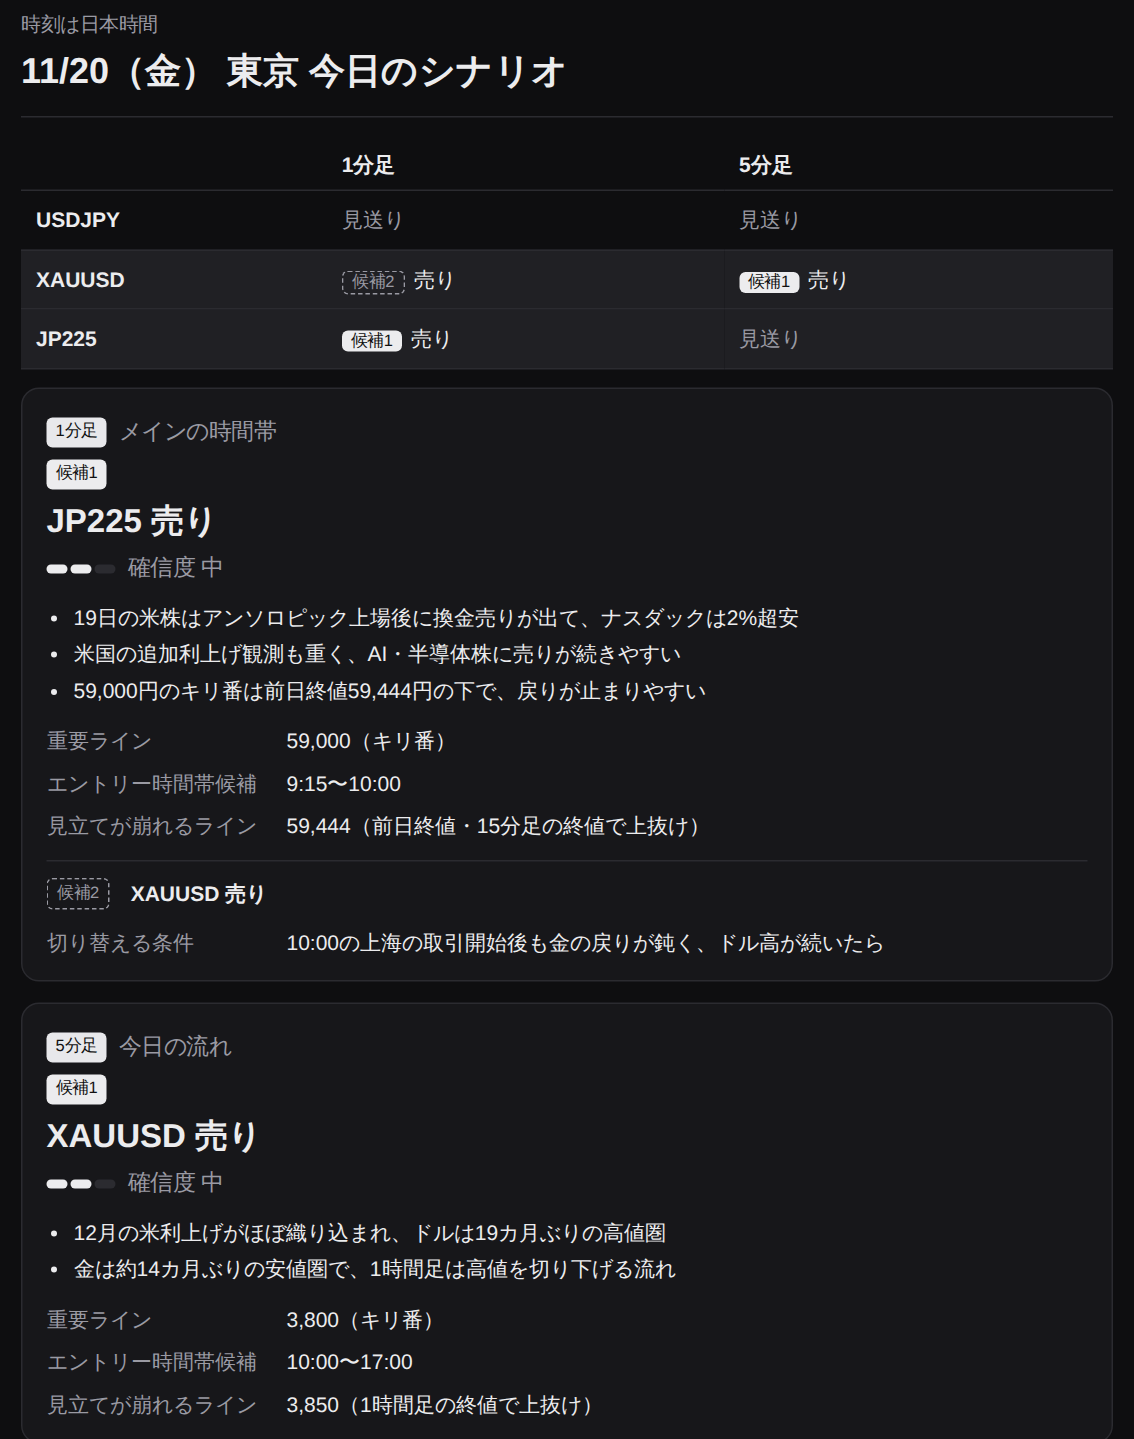 時刻は日本時間
11/20（金） 東京 今日のシナリオ
1分足 5分足
USDJPY 見送り 見送り
XAUUSD 候補2 売り 候補1 売り
JP225 候補1 売り 見送り
1分足 メインの時間帯
候補1
JP225 売り
確信度 中
• 19日の米株はアンソロピック上場後に換金売りが出て、ナスダックは2%超安
• 米国の追加利上げ観測も重く、AI・半導体株に売りが続きやすい
• 59,000円のキリ番は前日終値59,444円の下で、戻りが止まりやすい
重要ライン 59,000（キリ番）
エントリー時間帯候補 9:15〜10:00
見立てが崩れるライン 59,444（前日終値・15分足の終値で上抜け）
候補2 XAUUSD 売り
切り替える条件 10:00の上海の取引開始後も金の戻りが鈍く、ドル高が続いたら
5分足 今日の流れ
候補1
XAUUSD 売り
確信度 中
• 12月の米利上げがほぼ織り込まれ、ドルは19カ月ぶりの高値圏
• 金は約14カ月ぶりの安値圏で、1時間足は高値を切り下げる流れ
重要ライン 3,800（キリ番）
エントリー時間帯候補 10:00〜17:00
見立てが崩れるライン 3,850（1時間足の終値で上抜け）